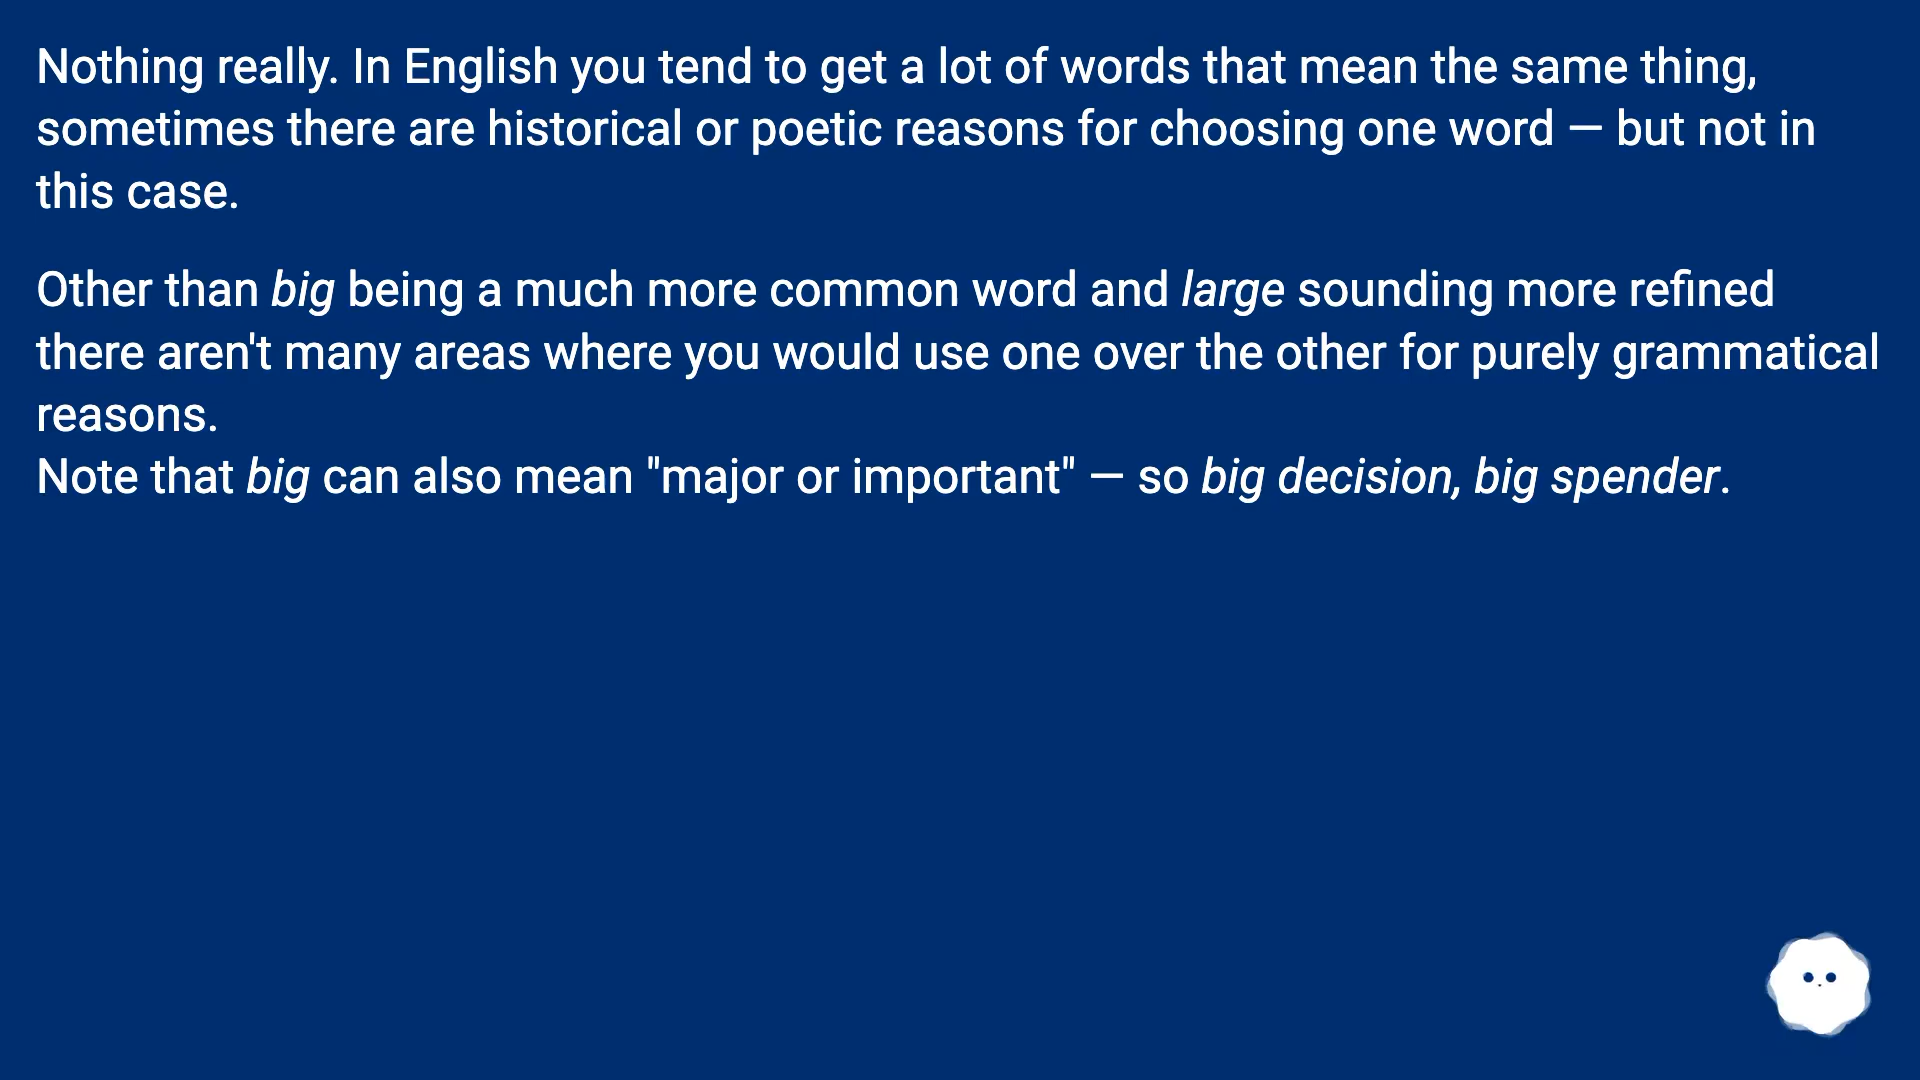 Nothing really. In English you tend to get a lot of words that mean the same thing,
sometimes there are historical or poetic reasons for choosing one word — but not in
this case.
Other than big being a much more common word and large sounding more refined
there aren't many areas where you would use one over the other for purely grammatical
reasons.
Note that big can also mean "major or important" — so big decision, big spender.